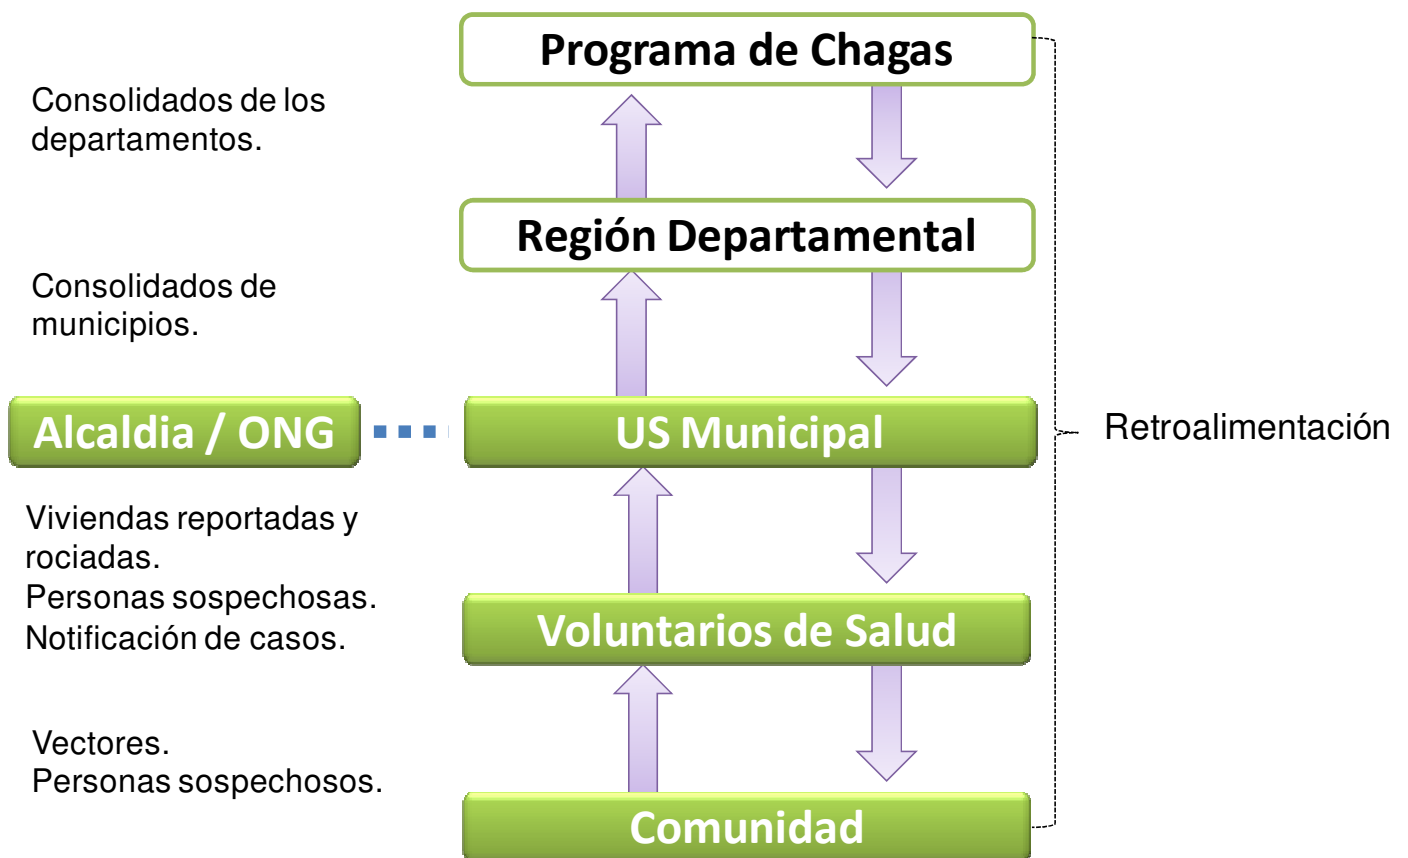 Programa de Chagas
Consolidados de los
departamentos.
Región Departamental
Consolidados de
municipios.
Alcaldia / ONG
US Municipal
Retroalimentación
Viviendas reportadas y
rociadas.
Personas sospechosas.
Notificación de casos.
Voluntarios de Salud
Vectores.
Personas sospechosos.
Comunidad